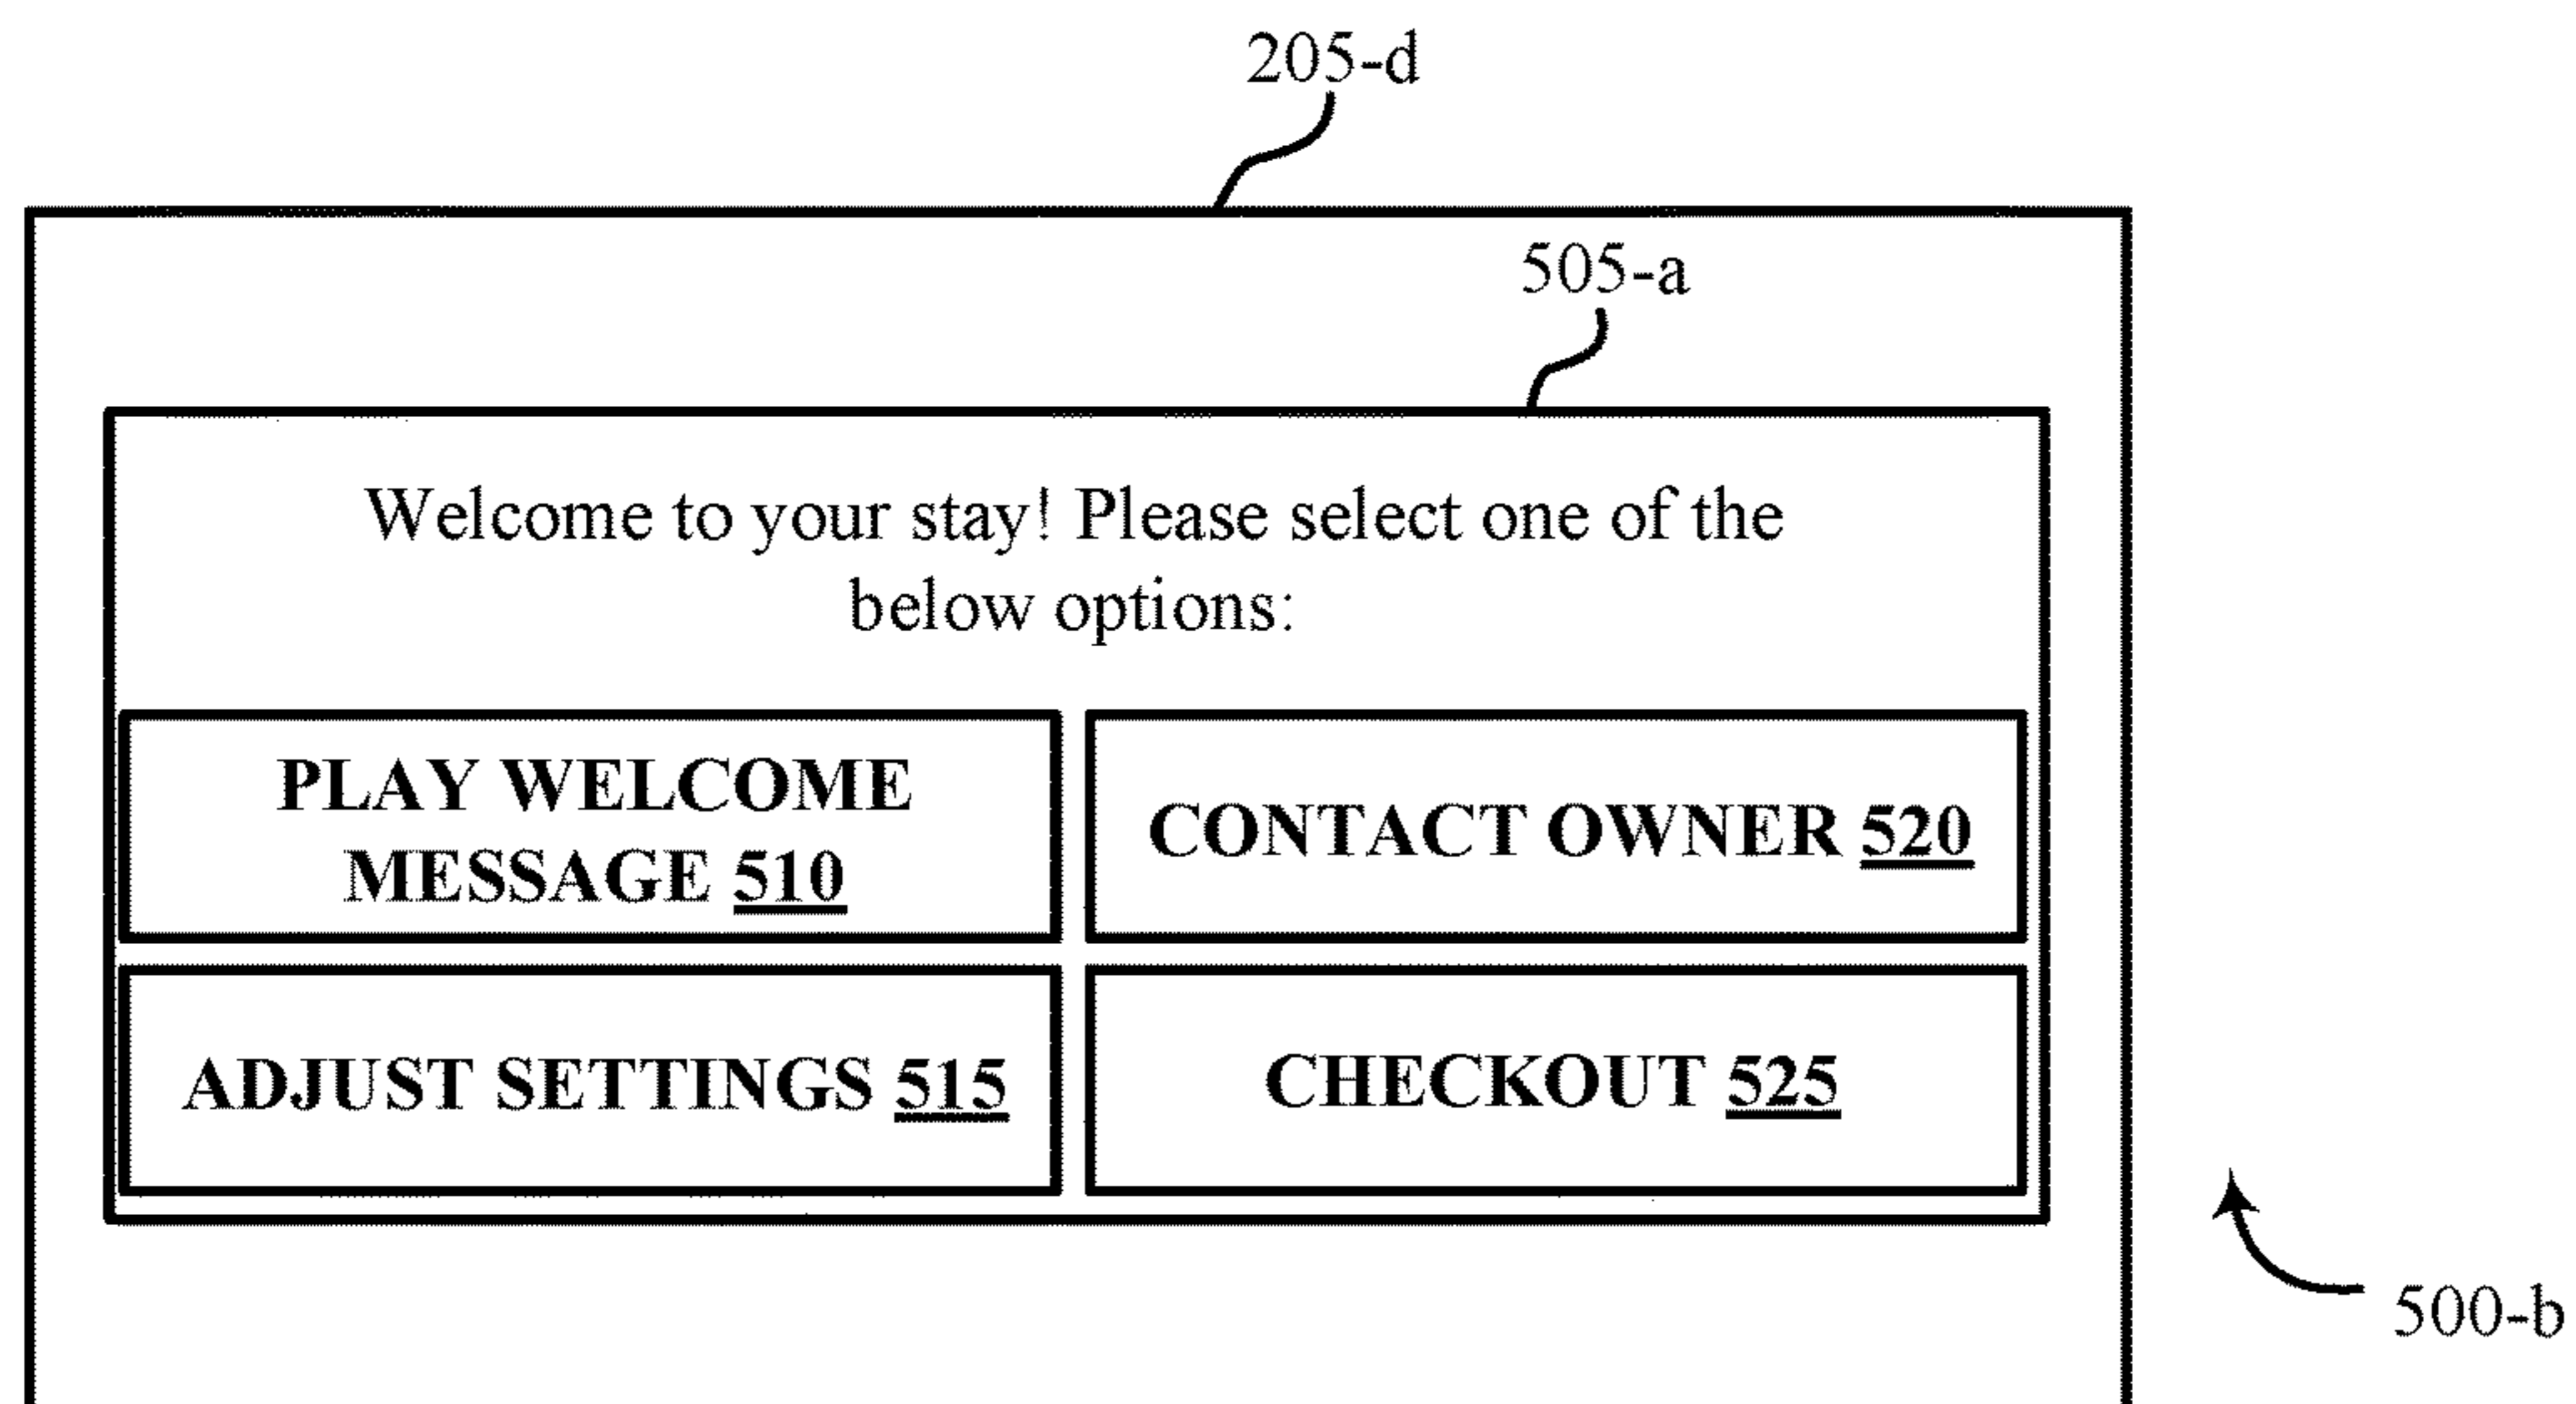 205-d
505-a
Welcome to your stay! Please select one of the
below options:
PLAY WELCOME
MESSAGE 510
CONTACT OWNER 520
ADJUST SETTINGS 515
CHECKOUT 525
500-b